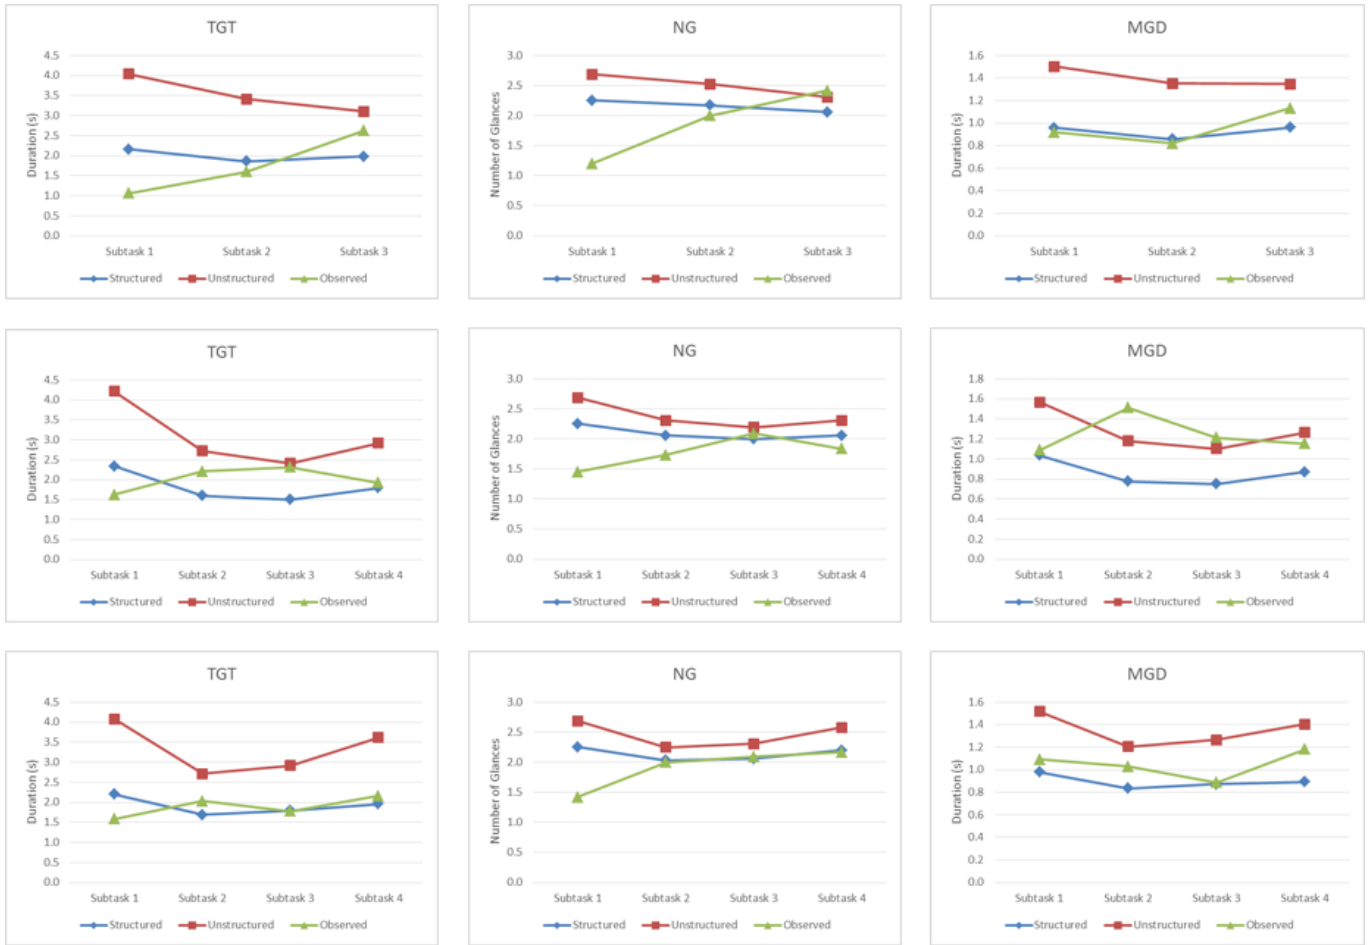 TGT
Duration (s)
4.5
4.0
3.5
3.0
2.5
2.0
1.5
1.0
0.5
0.0
Subtask 1 Subtask 2 Subtask 3
Structured Unstructured Observed
NG
Number of Glances
3.0
2.5
2.0
1.5
1.0
0.5
0.0
Subtask 1 Subtask 2 Subtask 3
Structured Unstructured Observed
MGD
Duration (s)
1.6
1.4
1.2
1.0
0.8
0.6
0.4
0.2
0.0
Subtask 1 Subtask 2 Subtask 3
Structured Unstructured Observed
TGT
Duration (s)
4.5
4.0
3.5
3.0
2.5
2.0
1.5
1.0
0.5
0.0
Subtask 1 Subtask 2 Subtask 3 Subtask 4
Structured Unstructured Observed
NG
Number of Glances
3.0
2.5
2.0
1.5
1.0
0.5
0.0
Subtask 1 Subtask 2 Subtask 3 Subtask 4
Structured Unstructured Observed
MGD
Duration (s)
1.8
1.6
1.4
1.2
1.0
0.8
0.6
0.4
0.2
0.0
Subtask 1 Subtask 2 Subtask 3 Subtask 4
Structured Unstructured Observed
TGT
Duration (s)
4.5
4.0
3.5
3.0
2.5
2.0
1.5
1.0
0.5
0.0
Subtask 1 Subtask 2 Subtask 3 Subtask 4
Structured Unstructured Observed
NG
Number of Glances
3.0
2.5
2.0
1.5
1.0
0.5
0.0
Subtask 1 Subtask 2 Subtask 3 Subtask 4
Structured Unstructured Observed
MGD
Duration (s)
1.6
1.4
1.2
1.0
0.8
0.6
0.4
0.2
0.0
Subtask 1 Subtask 2 Subtask 3 Subtask 4
Structured Unstructured Observed